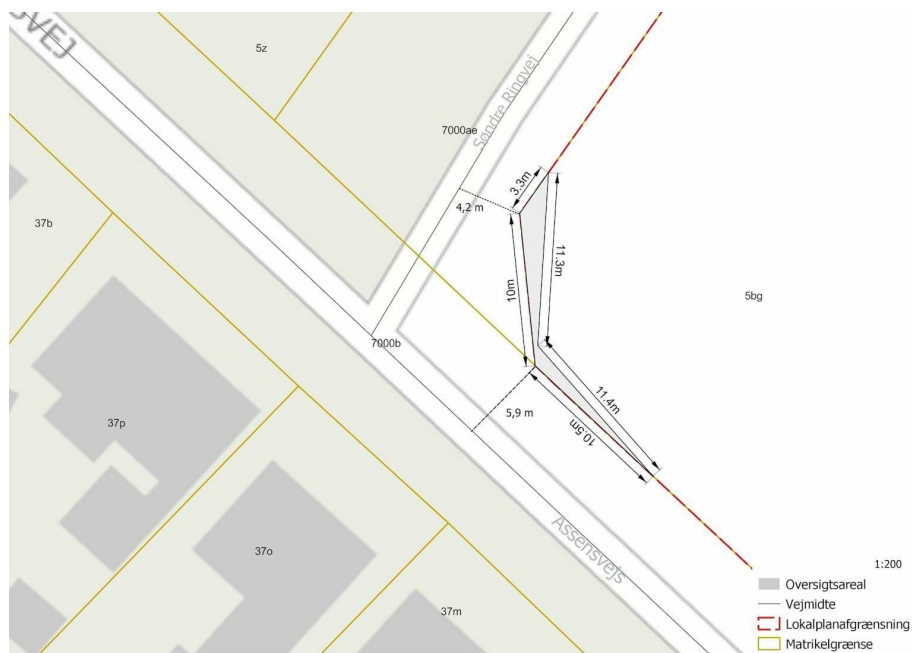 GSVEJ
5z
Søndre Ringvej
7000ae
3.3m
4,2 m
37b
11.3m
10m
5bg
7000b
11.4m
5,9 m
10.5m
37p
Assensvejs
37o
1:200
Oversigtsareal
Vejmidte
Lokalplanafgrænsning
Matrikelgrænse
37m